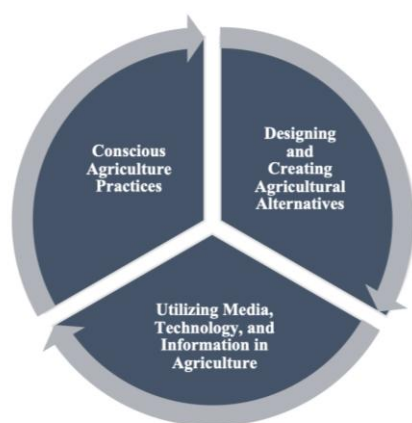 Conscious
Agriculture
Practices
Designing
and
Creating
Agricultural
Alternatives
Utilizing Media,
Technology, and
Information in
Agriculture